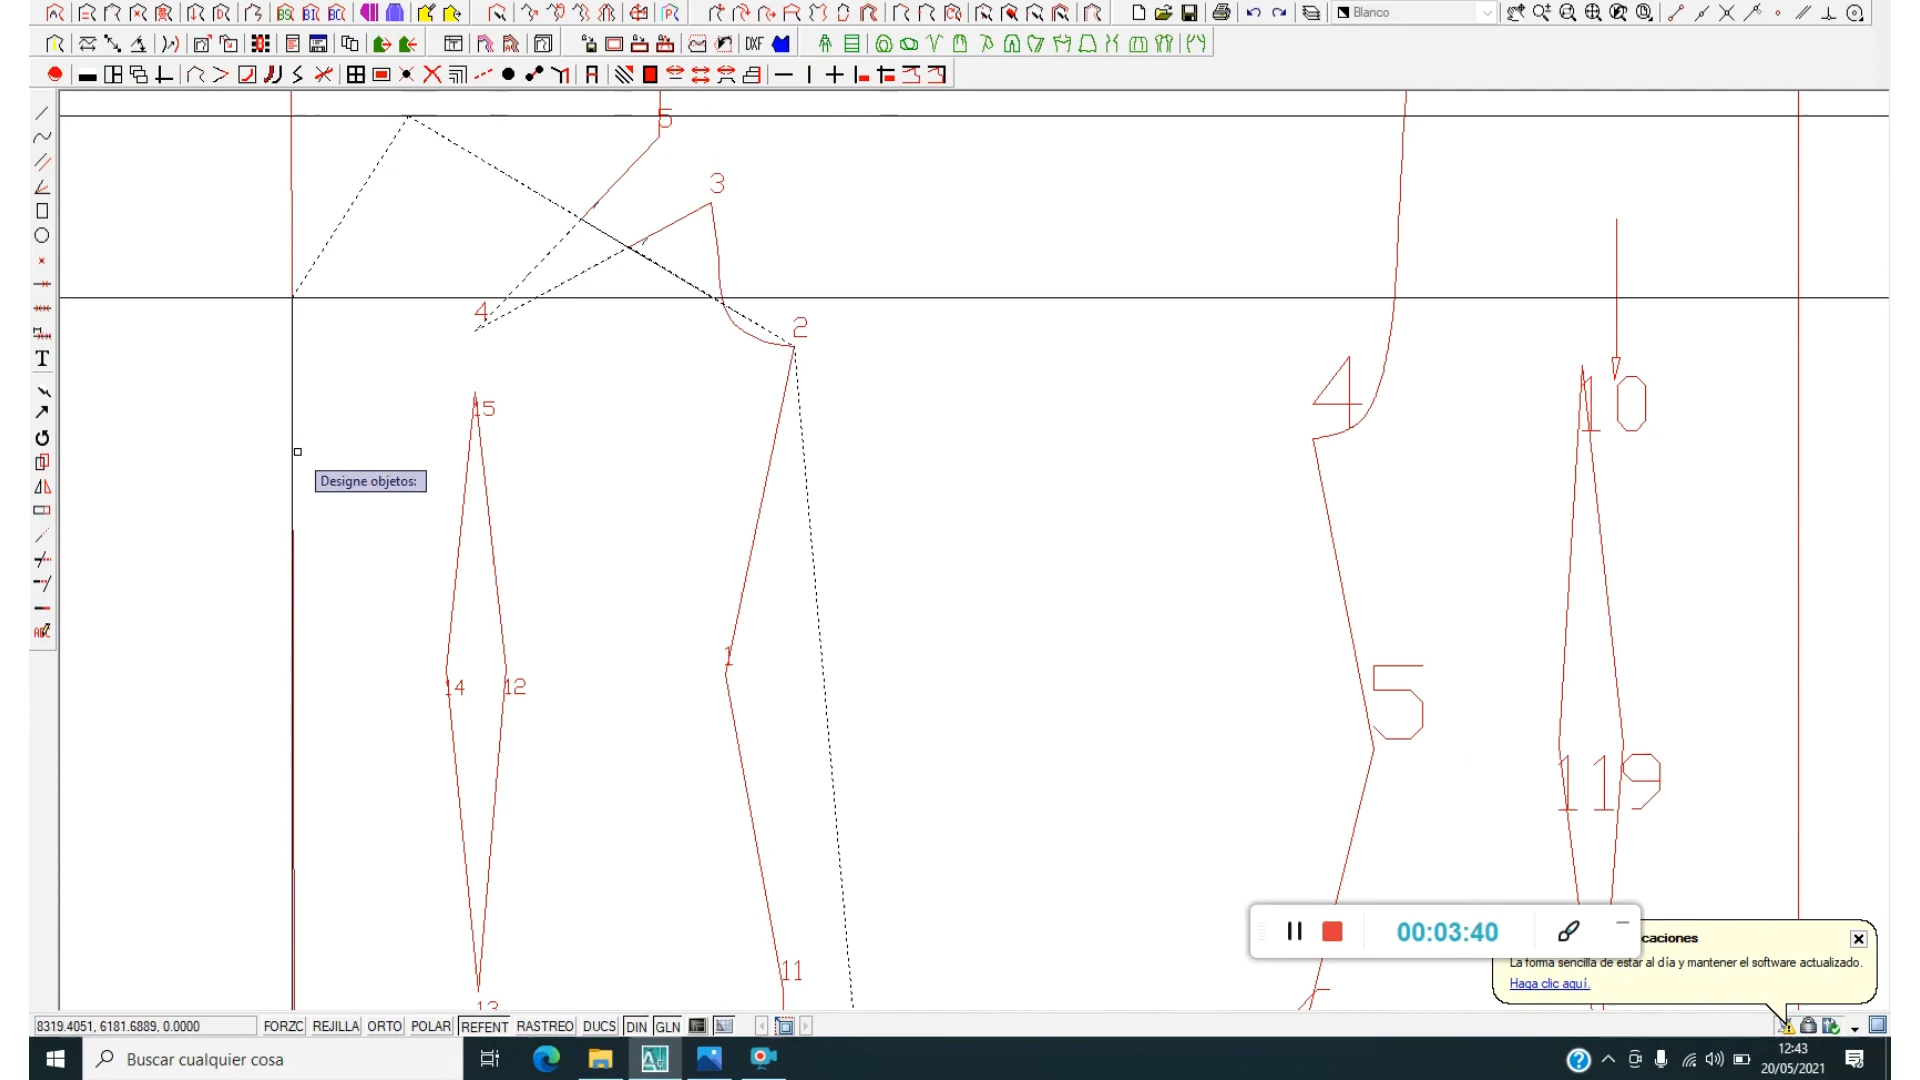 Blanco
DXF
T
5
3
4
2
15
Designe objetos:
4
10
1
5
14
12
119
11
13
00:03:40
caciones
La forma sencilla de estar al día y mantener el software actualizado.
Haga clic aquí.
8319.4051, 6181.6889, 0.0000
FORZC REJILLA ORTO POLAR REFENT RASTREO DUCS DIN GLN
Buscar cualquier cosa
12:43
20/05/2021